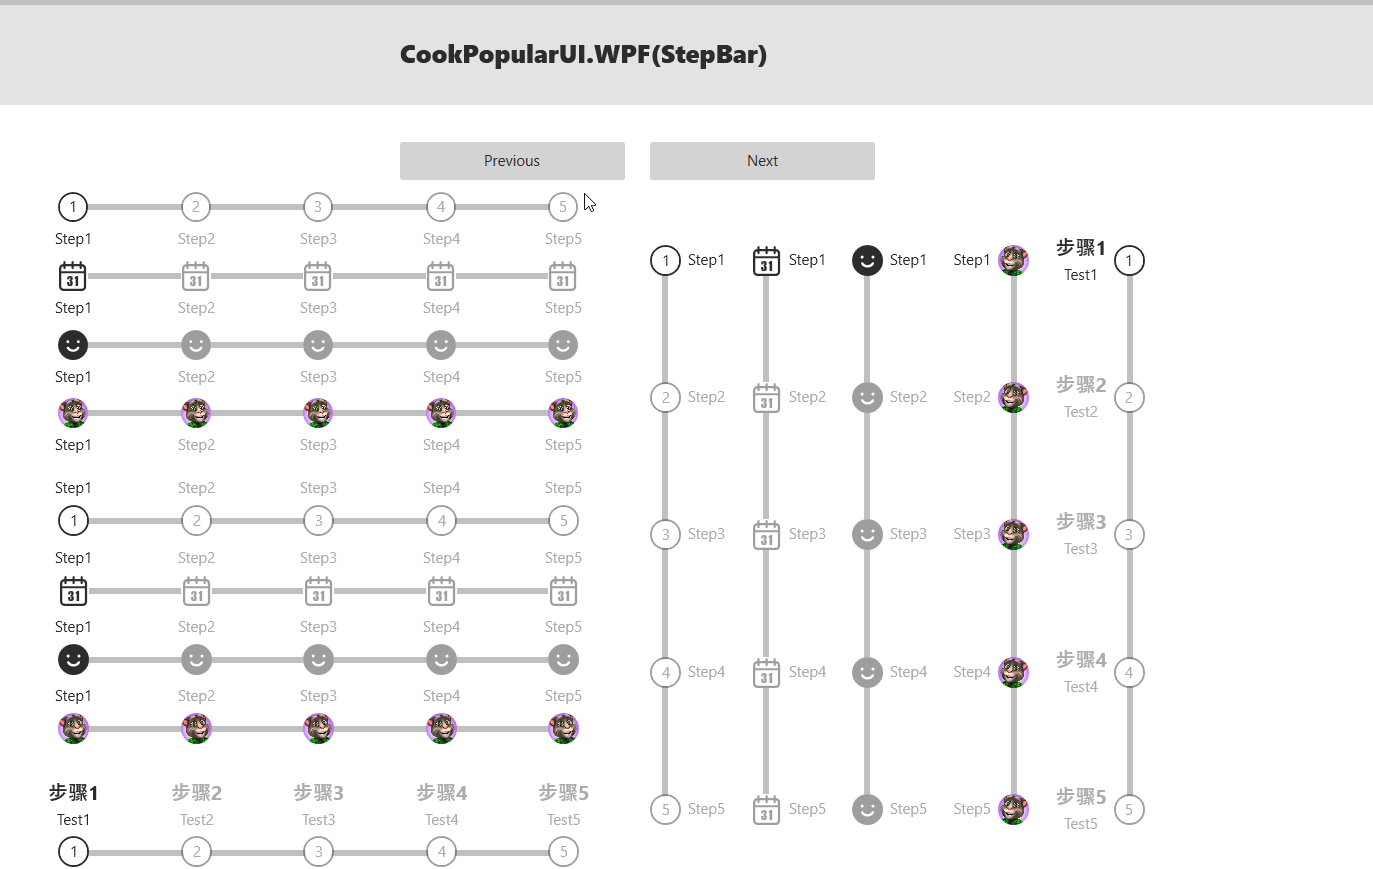 CookPopularUI.WPF(StepBar)
Previous Next
1 2 3 4 5
Step1 Step2 Step3 Step4 Step5
31 31 31 31 31
Step1 Step2 Step3 Step4 Step5
Step1 Step2 Step3 Step4 Step5
Step1 Step2 Step3 Step4 Step5
Step1 Step2 Step3 Step4 Step5
1 2 3 4 5
Step1 Step2 Step3 Step4 Step5
31 31 31 31 31
Step1 Step2 Step3 Step4 Step5
Step1 Step2 Step3 Step4 Step5
步骤1 步骤2 步骤3 步骤4 步骤5
Test1 Test2 Test3 Test4 Test5
1 2 3 4 5
步骤1
1 Step1 31 Step1 Step1 Step1 1
Test1
步骤2
2 Step2 31 Step2 Step2 Step2 2
Test2
步骤3
3 Step3 31 Step3 Step3 Step3 3
Test3
步骤4
4 Step4 31 Step4 Step4 Step4 4
Test4
步骤5
5 Step5 31 Step5 Step5 Step5 5
Test5